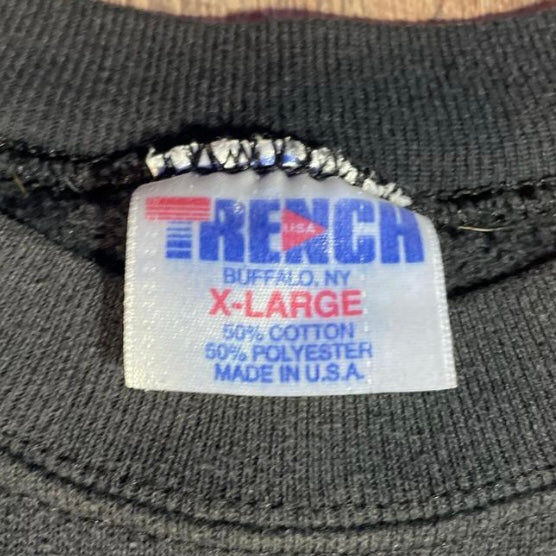 TRENCH
USA
BUFFALO, NY
X-LARGE
50% COTTON
50% POLYESTER
MADE IN U.S.A.